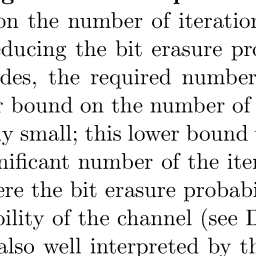 on the number of iteration
educing the bit erasure pro
des, the required number
bound on the number of
y small; this lower bound
nificant number of the ite
ere the bit erasure probabi
bility of the channel (see D
also well interpreted by th